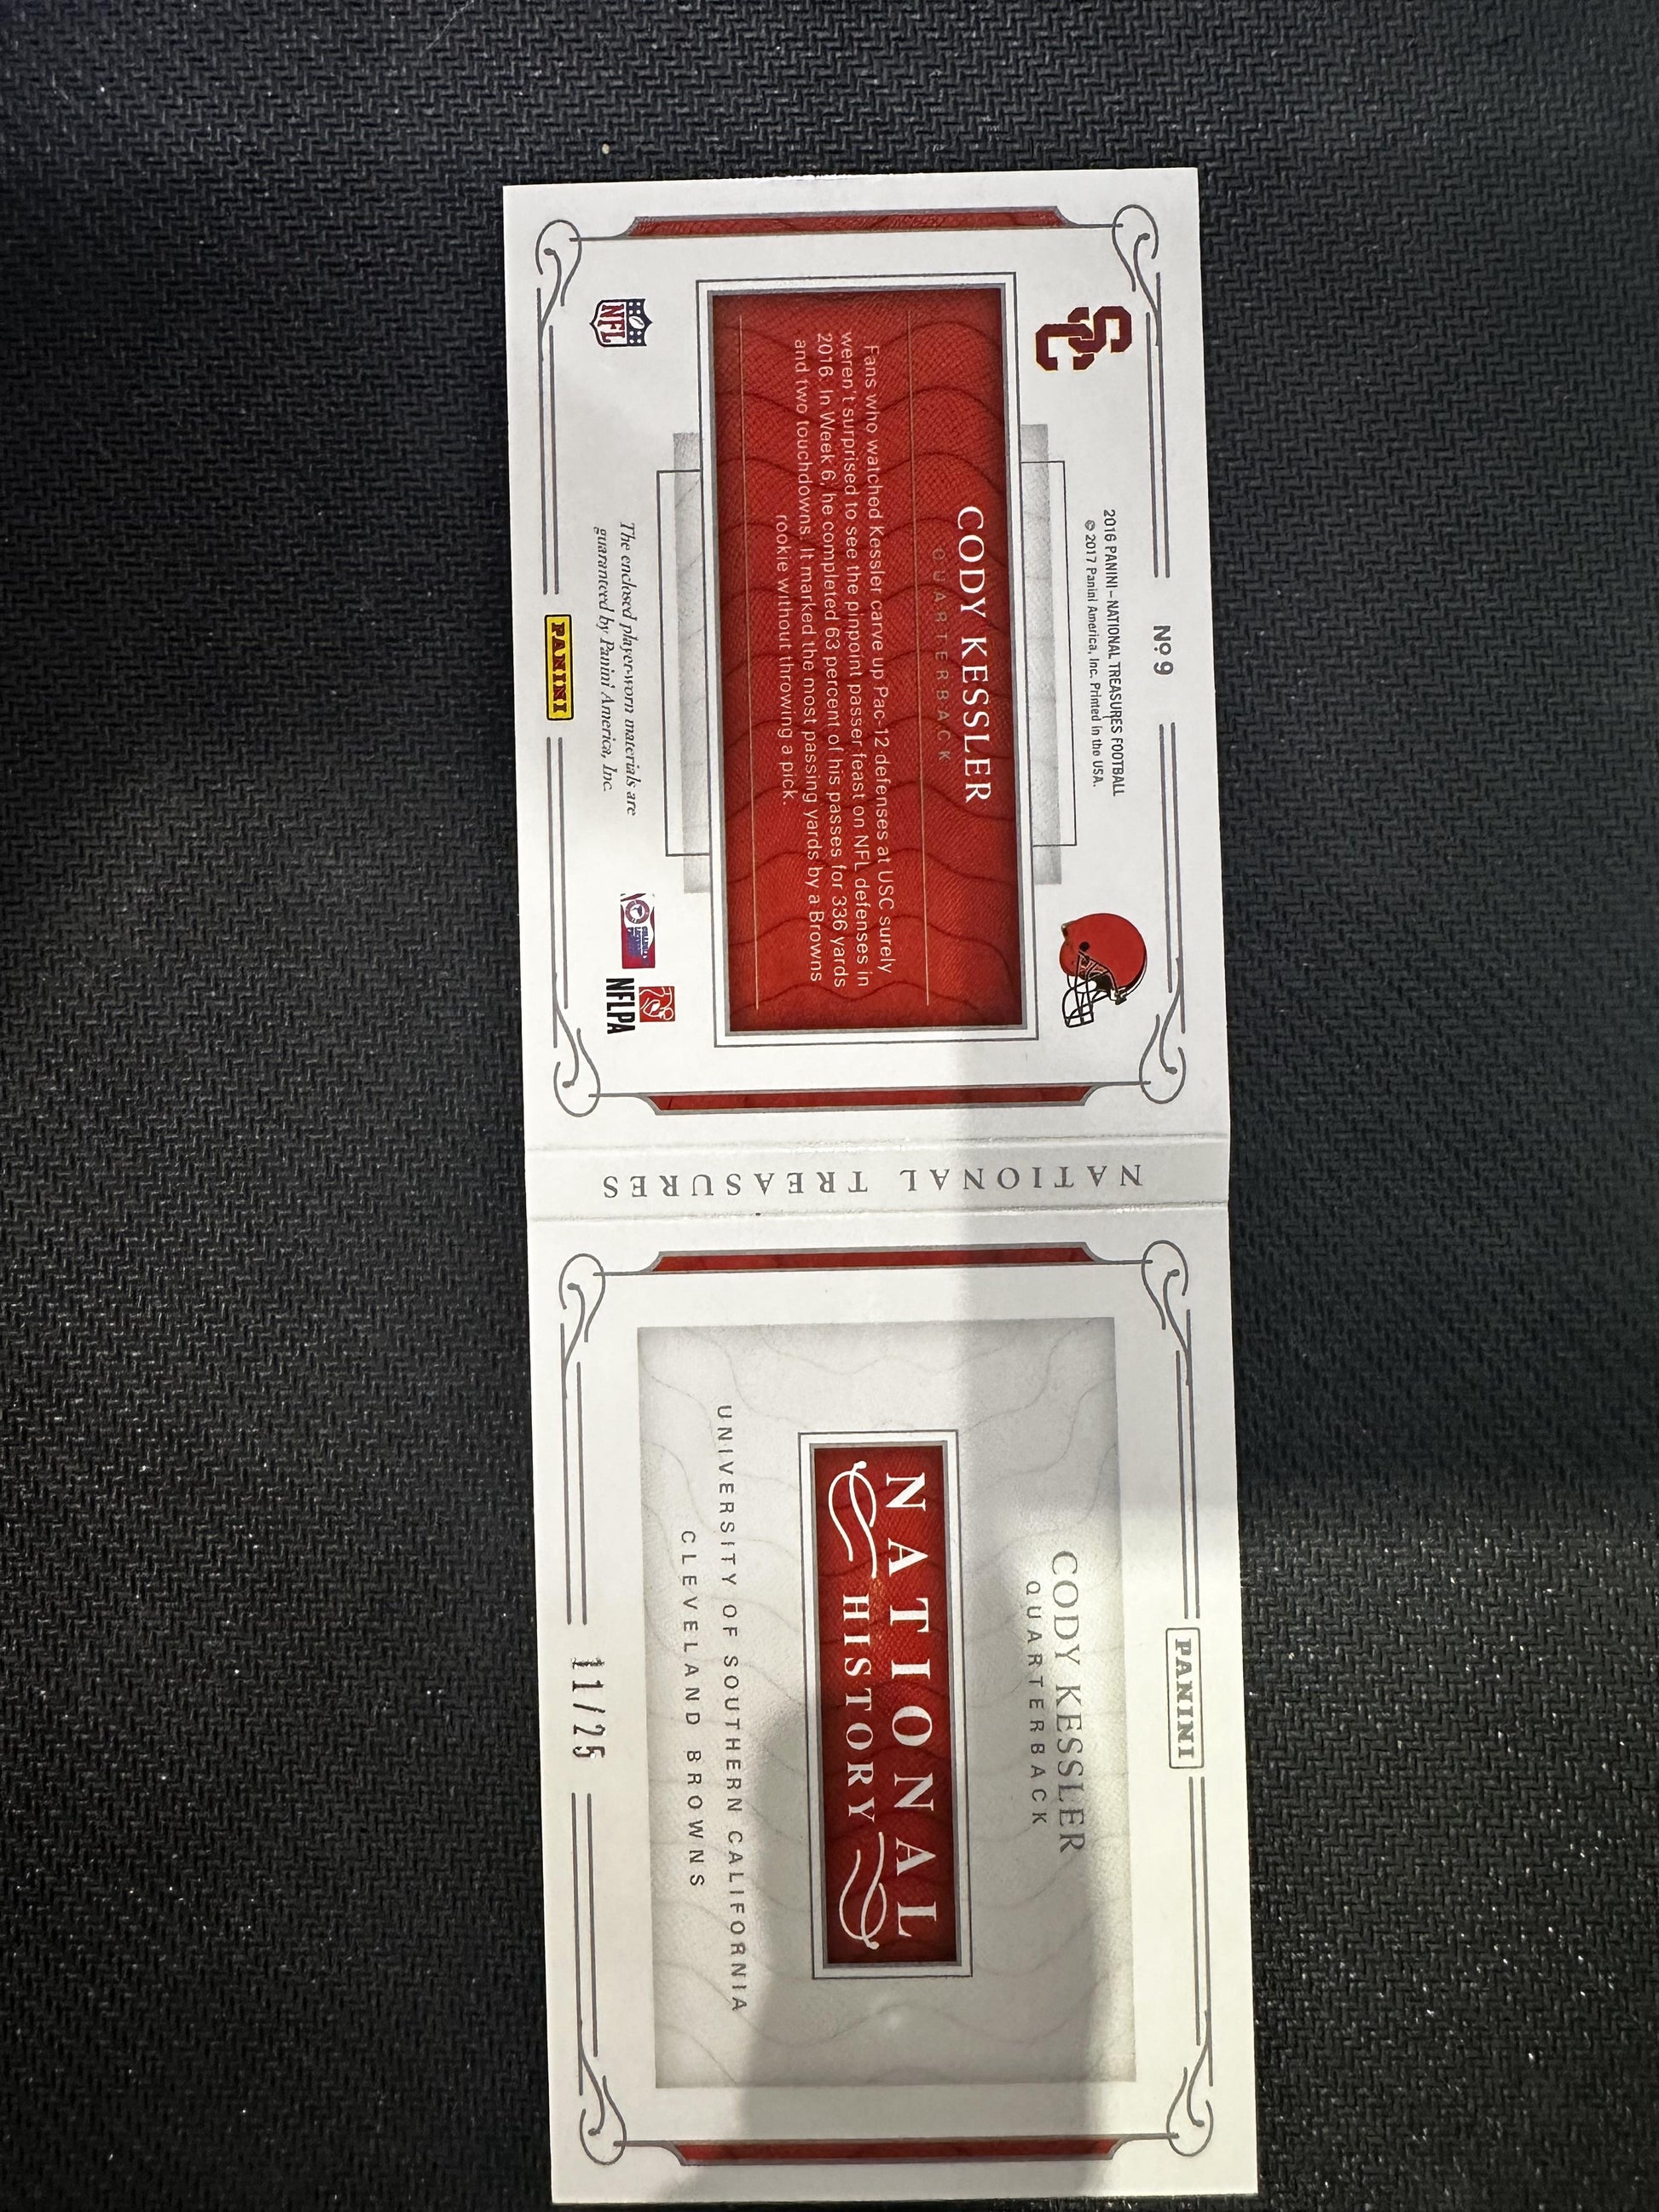 Nº9
2016 PANINI – NATIONAL TREASURES FOOTBALL
© 2017 Panini America, Inc. Printed in the USA.
SC
CODY KESSLER
QUARTERBACK
Fans who watched Kessler carve up Pac-12 defenses at USC surely
weren't surprised to see the pinpoint passer feast on NFL defenses in
2016. In Week 6, he completed 63 percent of his passes for 336 yards
and two touchdowns. It marked the most passing yards by a Browns
rookie without throwing a pick.
The enclosed player-worn materials are
guaranteed by Panini America, Inc.
NFL
NFLPA
PANINI
NATIONAL TREASURES
PANINI
CODY KESSLER
QUARTERBACK
NATIONAL
HISTORY
UNIVERSITY OF SOUTHERN CALIFORNIA
CLEVELAND BROWNS
11/25